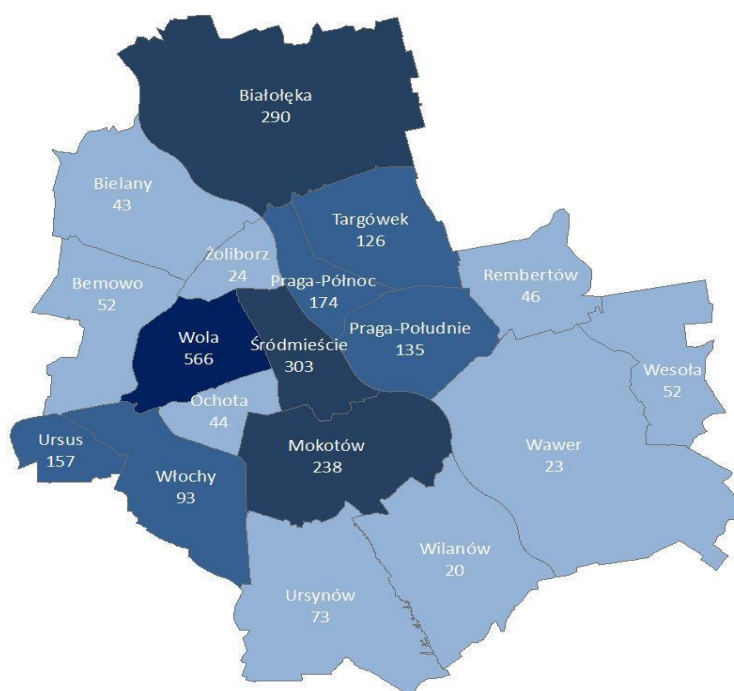 Białołęka
290
Bielany
43
Targówek
126
Żoliborz
24
Praga-Północ
174
Rembertów
46
Bemowo
52
Wola
566
Śródmieście
303
Praga-Południe
135
Wesoła
52
Ochota
44
Ursus
157
Włochy
93
Mokotów
238
Wawer
23
Wilanów
20
Ursynów
73